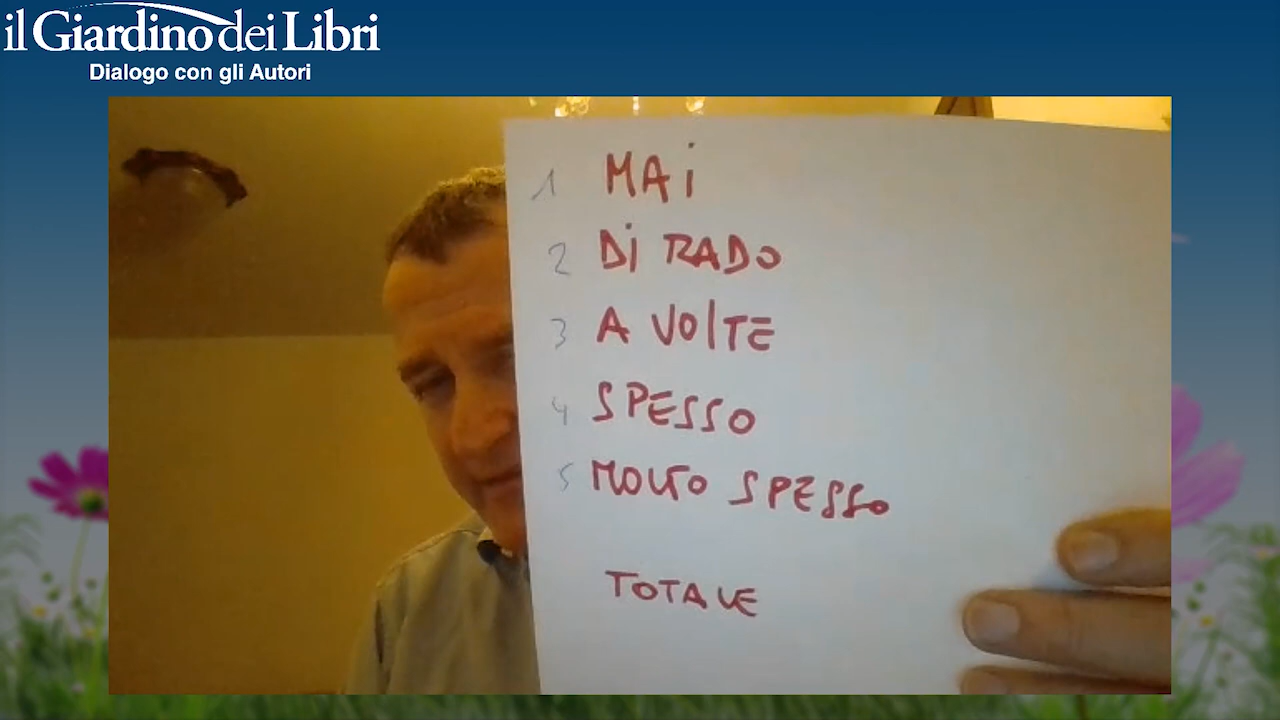 il Giardino dei Libri
Dialogo con gli Autori
1 MAi
2 Di RADO
3 A VOLTE
4 SPESSO
5 MOLTO SPESSO
TOTALE